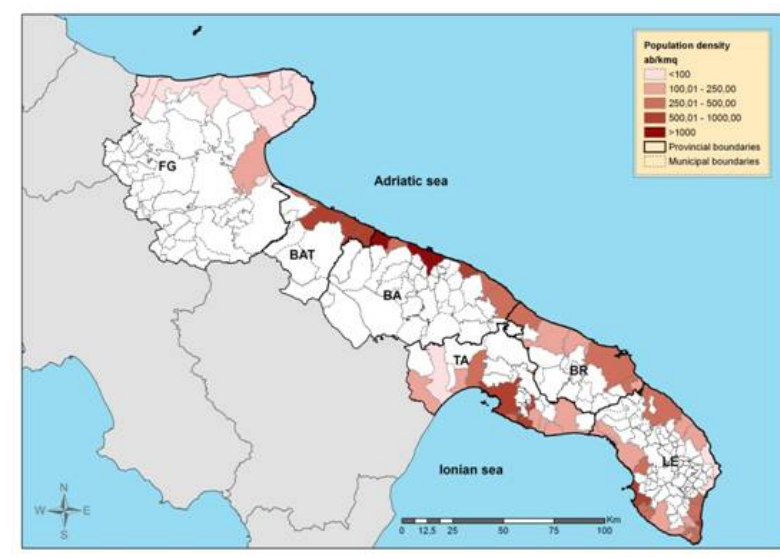 Population density
ab/kmq
<100
100,01 - 250,00
250,01 - 500,00
500,01 - 1000,00
>1000
Provincial boundaries
Municipal boundaries
FG
Adriatic sea
BAT
BA
TA
BR
LE
Ionian sea
N
W E
S
Km
0 12,5 25 50 75 100